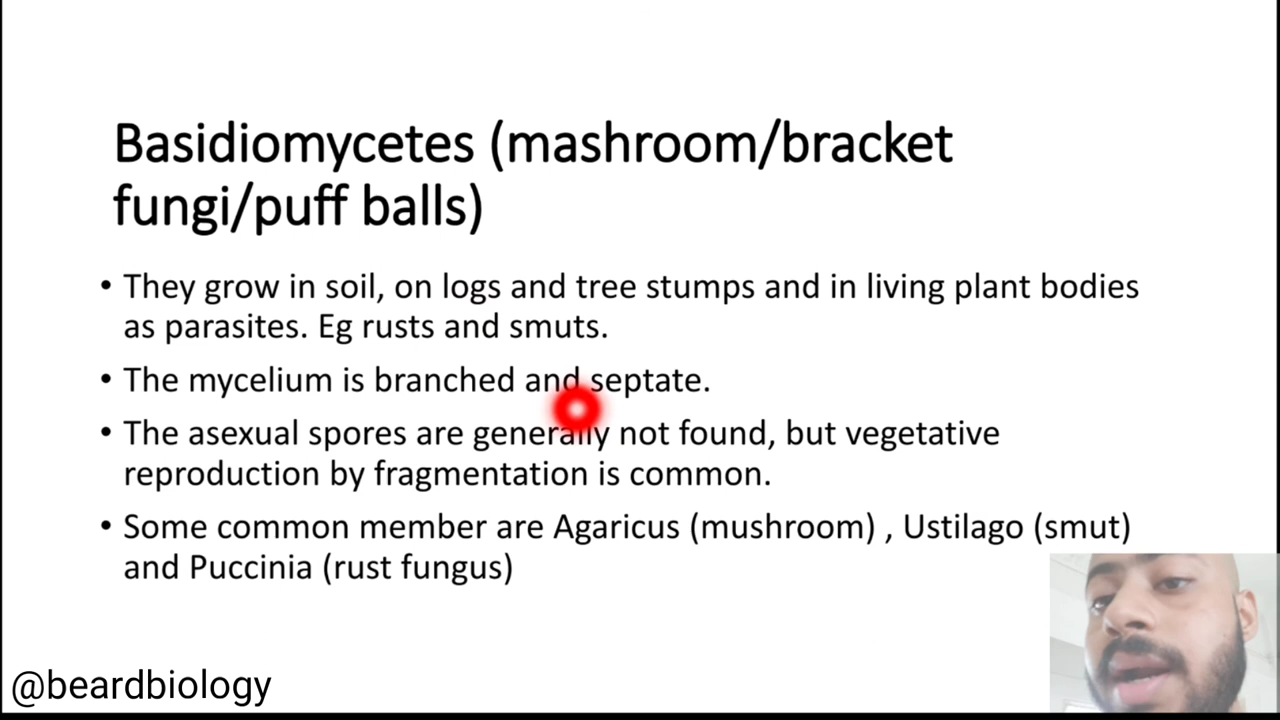 Basidiomycetes (mashroom/bracket
fungi/puff balls)
• They grow in soil, on logs and tree stumps and in living plant bodies
as parasites. Eg rusts and smuts.
• The mycelium is branched and septate.
• The asexual spores are generally not found, but vegetative
reproduction by fragmentation is common.
• Some common member are Agaricus (mushroom) , Ustilago (smut)
and Puccinia (rust fungus)
@beardbiology